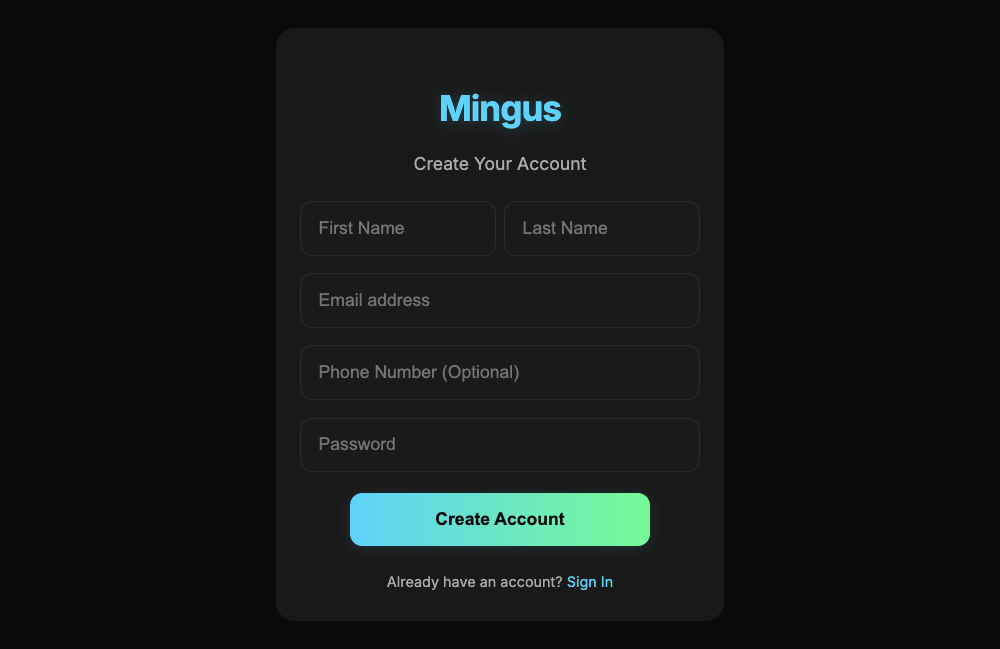 Mingus
Create Your Account
First Name Last Name
Email address
Phone Number (Optional)
Password
Create Account
Already have an account? Sign In